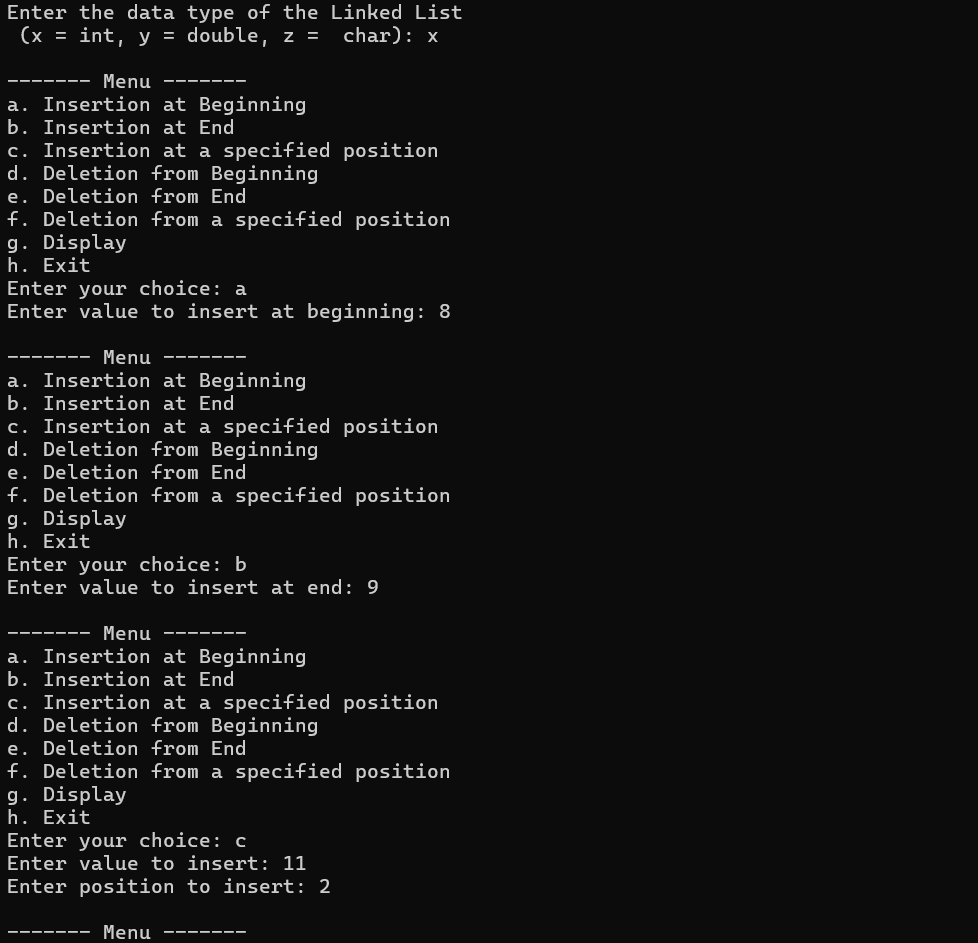 Enter the data type of the Linked List
 (x = int, y = double, z =  char): x
------- Menu -------
a. Insertion at Beginning
b. Insertion at End
c. Insertion at a specified position
d. Deletion from Beginning
e. Deletion from End
f. Deletion from a specified position
g. Display
h. Exit
Enter your choice: a
Enter value to insert at beginning: 8
------- Menu -------
a. Insertion at Beginning
b. Insertion at End
c. Insertion at a specified position
d. Deletion from Beginning
e. Deletion from End
f. Deletion from a specified position
g. Display
h. Exit
Enter your choice: b
Enter value to insert at end: 9
------- Menu -------
a. Insertion at Beginning
b. Insertion at End
c. Insertion at a specified position
d. Deletion from Beginning
e. Deletion from End
f. Deletion from a specified position
g. Display
h. Exit
Enter your choice: c
Enter value to insert: 11
Enter position to insert: 2
------- Menu -------